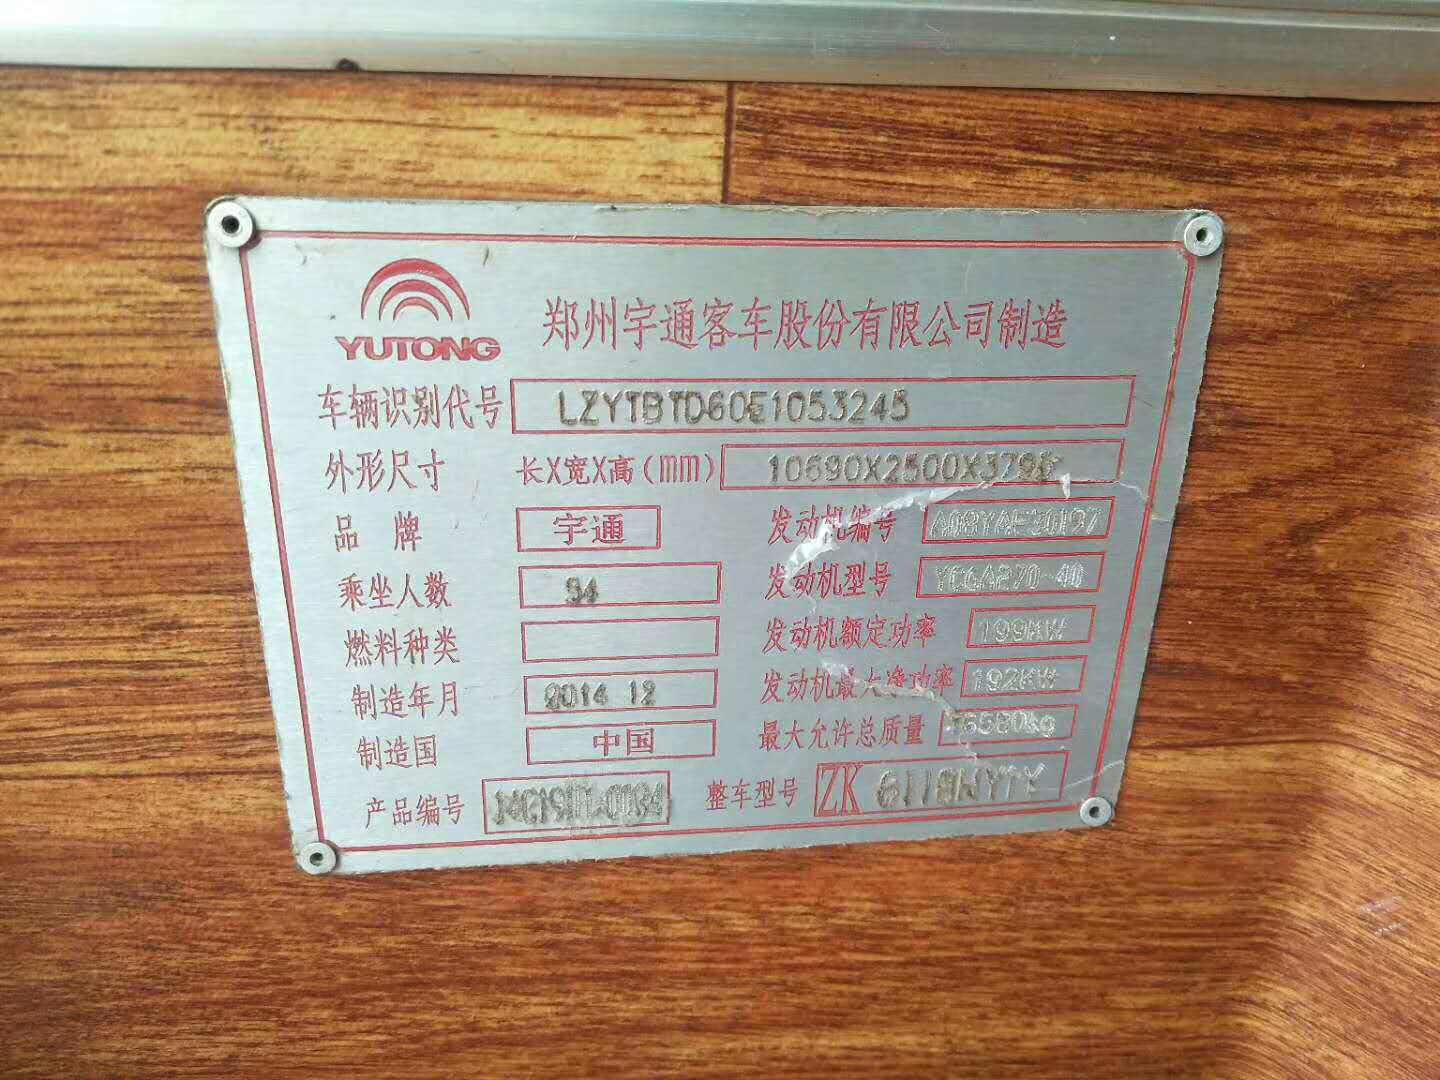 YUTONG
郑州宇通客车股份有限公司制造
车辆识别代号 LZYTBTD60E1053245
外形尺寸 长X宽X高(mm) 10690X2500X3795
品 牌 宇通 发动机编号
乘坐人数 54 发动机型号 YC6A270-40
燃料种类 发动机额定功率 199KW
制造年月 2014 12 发动机最大净功率 192KW
制造国 中国 最大允许总质量 16580kg
产品编号 整车型号 ZK